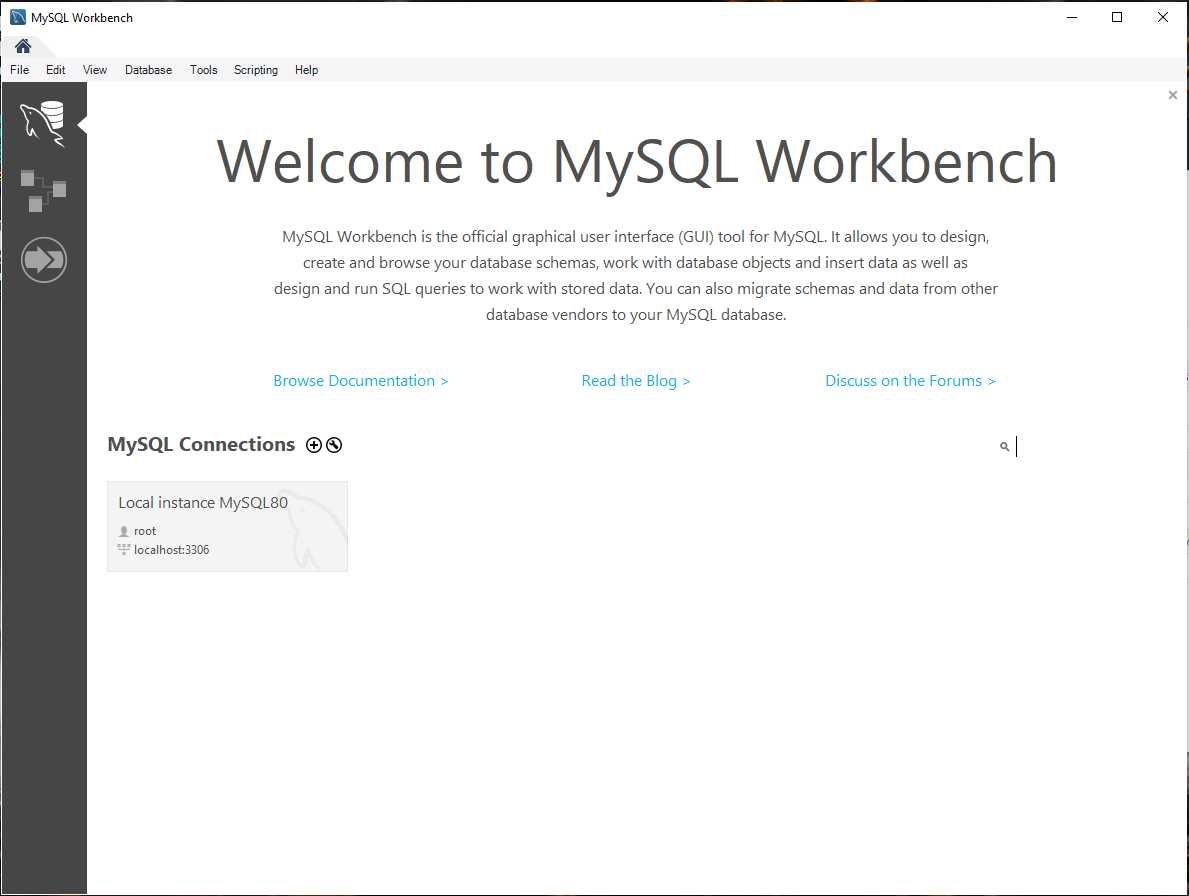 MySQL Workbench
File Edit View Database Tools Scripting Help
Welcome to MySQL Workbench
MySQL Workbench is the official graphical user interface (GUI) tool for MySQL. It allows you to design,
create and browse your database schemas, work with database objects and insert data as well as
design and run SQL queries to work with stored data. You can also migrate schemas and data from other
database vendors to your MySQL database.
Browse Documentation > Read the Blog > Discuss on the Forums >
MySQL Connections
Local instance MySQL80
root
localhost:3306